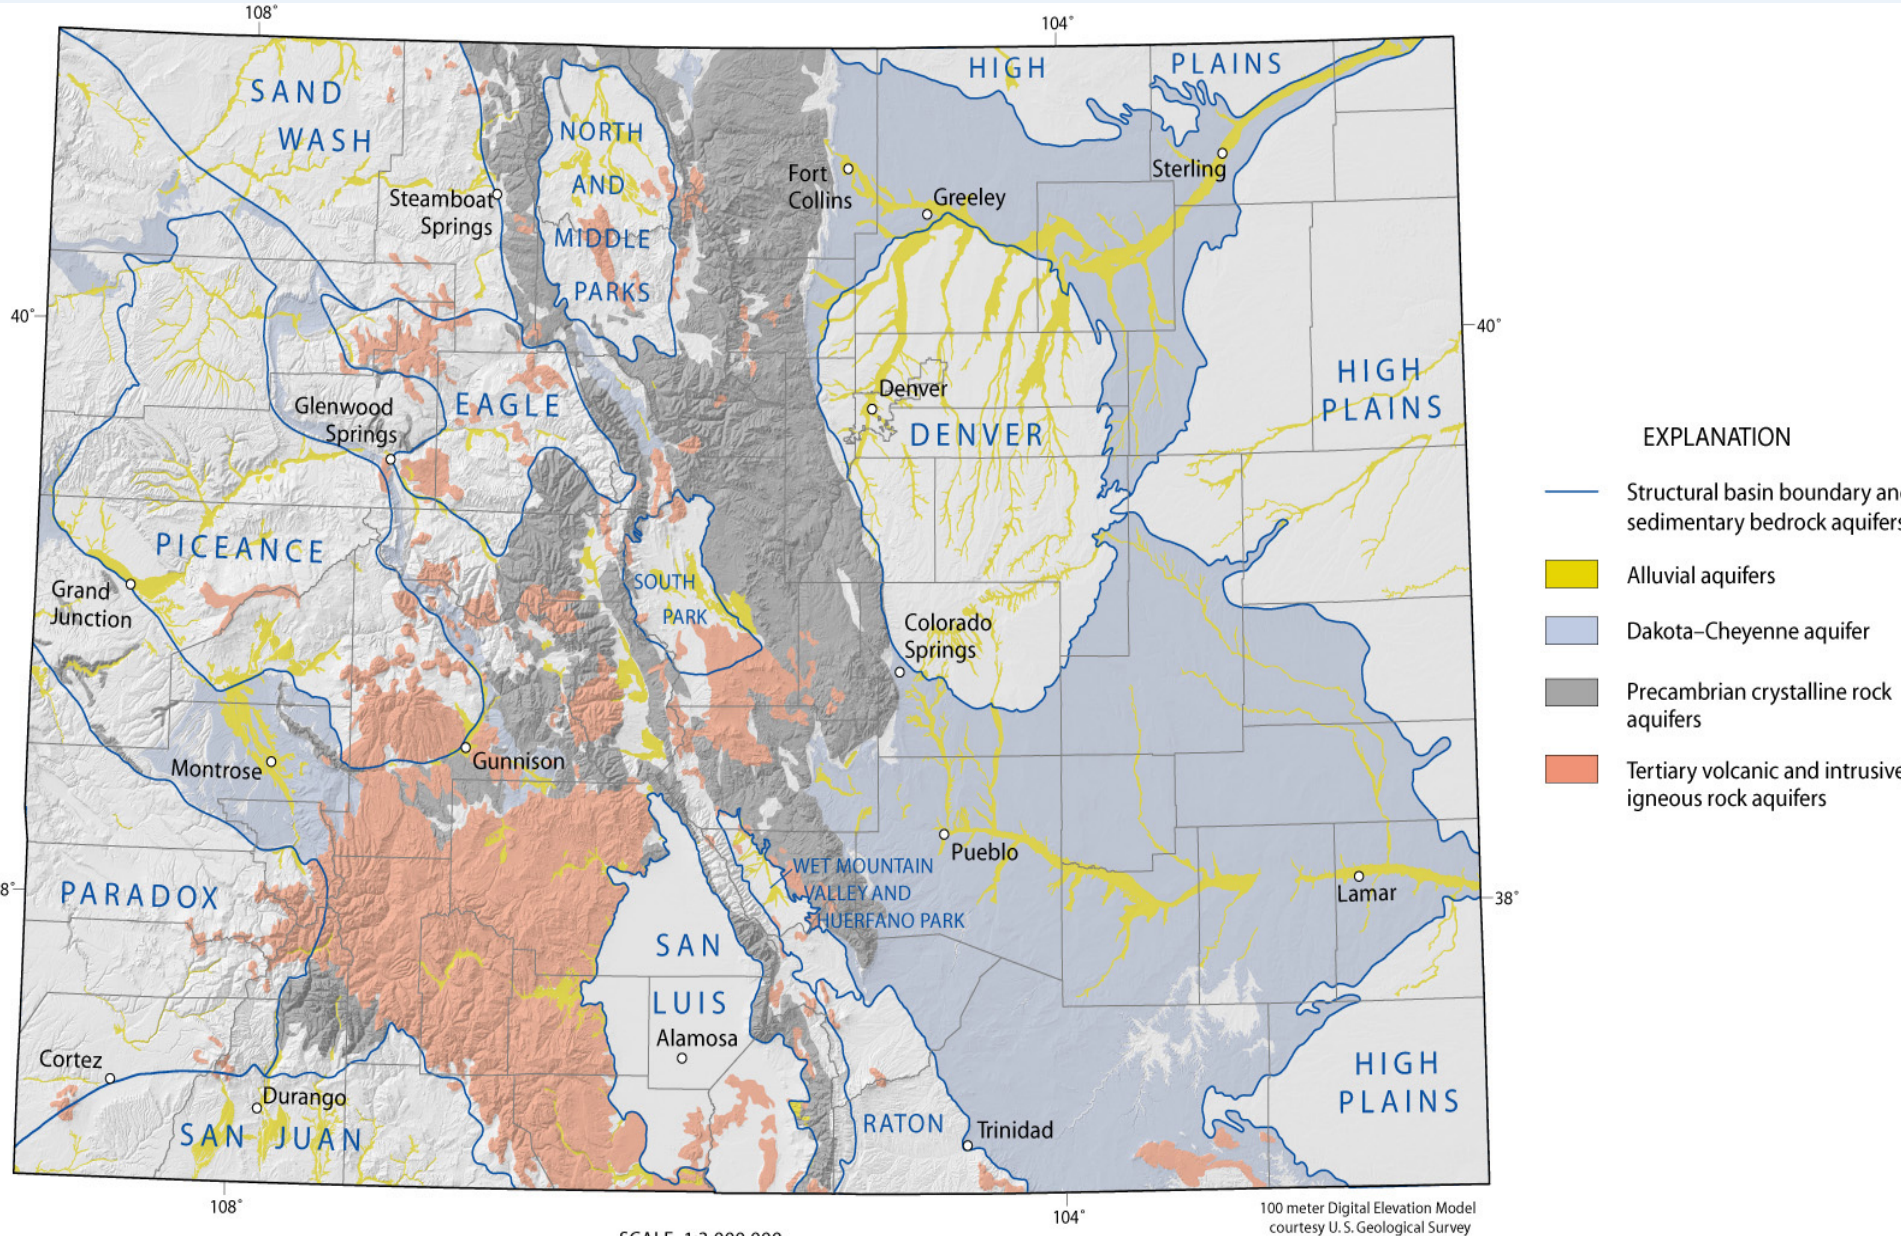 108°
104°
SAND
WASH
HIGH
PLAINS
NORTH
AND
MIDDLE
PARKS
Fort
Collins
Sterling
Steamboat
Springs
Greeley
40°
40°
Denver
HIGH
PLAINS
Glenwood
Springs
EAGLE
DENVER
PICEANCE
Grand
Junction
SOUTH
PARK
Colorado
Springs
Montrose
Gunnison
Pueblo
WET MOUNTAIN
VALLEY AND
HUERFANO PARK
Lamar
8°
38°
PARADOX
SAN
LUIS
Alamosa
Cortez
Durango
SAN JUAN
RATON
Trinidad
HIGH
PLAINS
108°
104°
EXPLANATION
Structural basin boundary an
sedimentary bedrock aquifers
Alluvial aquifers
Dakota–Cheyenne aquifer
Precambrian crystalline rock
aquifers
Tertiary volcanic and intrusive
igneous rock aquifers
100 meter Digital Elevation Model
courtesy U. S. Geological Survey